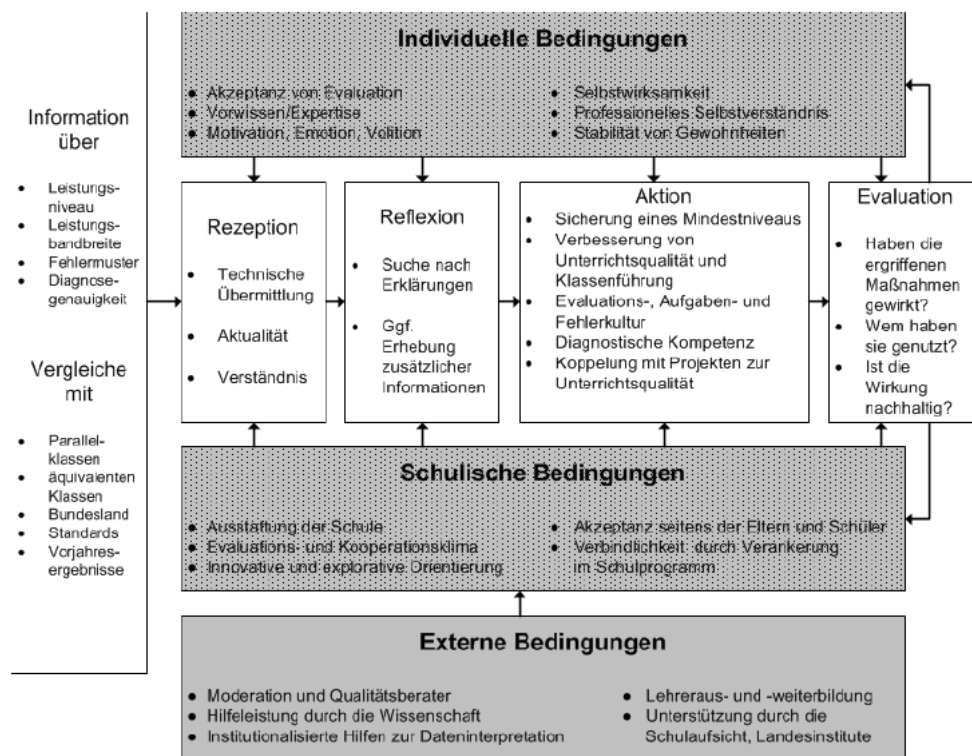 Information
über
• Leistungs-
niveau
• Leistungs-
bandbreite
• Fehlermuster
• Diagnose-
genauigkeit
Vergleiche
mit
• Parallel-
klassen
• äquivalenten
Klassen
• Bundesland
• Standards
• Vorjahres-
ergebnisse
Individuelle Bedingungen
• Akzeptanz von Evaluation
• Vorwissen/Expertise
• Motivation, Emotion, Volition
• Selbstwirksamkeit
• Professionelles Selbstverständnis
• Stabilität von Gewohnheiten
Rezeption
• Technische
Übermittlung
• Aktualität
• Verständnis
Reflexion
• Suche nach
Erklärungen
• Ggf.
Erhebung
zusätzlicher
Informationen
Aktion
• Sicherung eines Mindestniveaus
• Verbesserung von
Unterrichtsqualität und
Klassenführung
• Evaluations-, Aufgaben- und
Fehlerkultur
• Diagnostische Kompetenz
• Koppelung mit Projekten zur
Unterrichtsqualität
Evaluation
• Haben die
ergriffenen
Maßnahmen
gewirkt?
• Wem haben
sie genutzt?
• Ist die
Wirkung
nachhaltig?
Schulische Bedingungen
• Ausstattung der Schule
• Evaluations- und Kooperationsklima
• Innovative und explorative Orientierung
• Akzeptanz seitens der Eltern und Schüler
• Verbindlichkeit durch Verankerung
im Schulprogramm
Externe Bedingungen
• Moderation und Qualitätsberater
• Hilfeleistung durch die Wissenschaft
• Institutionalisierte Hilfen zur Dateninterpretation
• Lehreraus- und -weiterbildung
• Unterstützung durch die
Schulaufsicht, Landesinstitute